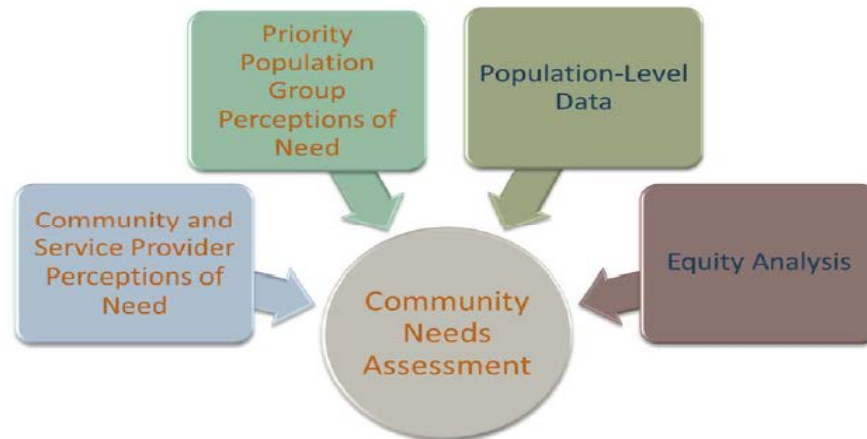 Priority
Population
Group
Perceptions of
Need
Population-Level
Data
Community and
Service Provider
Perceptions of
Need
Equity Analysis
Community
Needs
Assessment